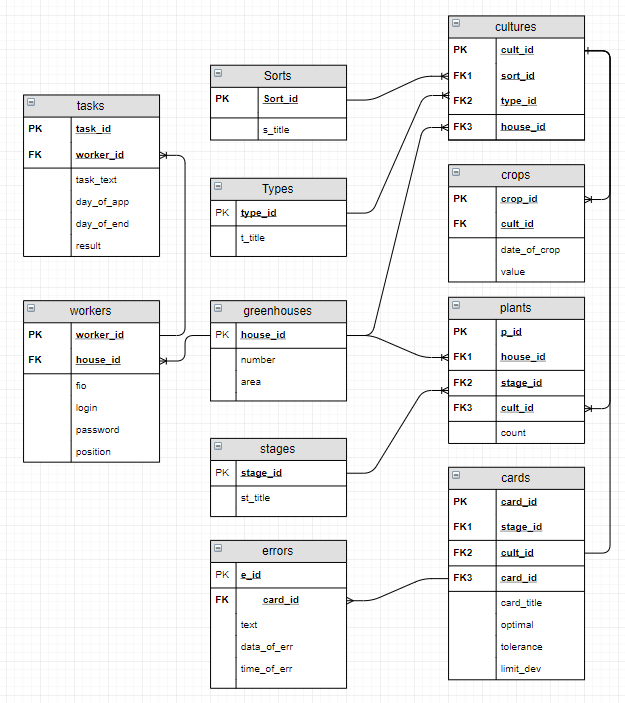 tasks
PK task_id
FK worker_id
task_text
day_of_app
day_of_end
result
workers
PK worker_id
FK house_id
fio
login
password
position
Sorts
PK Sort_id
s_title
Types
PK type_id
t_title
greenhouses
PK house_id
number
area
stages
PK stage_id
st_title
errors
PK e_id
FK card_id
text
data_of_err
time_of_err
cultures
PK cult_id
FK1 sort_id
FK2 type_id
FK3 house_id
crops
PK crop_id
FK cult_id
date_of_crop
value
plants
PK p_id
FK1 house_id
FK2 stage_id
FK3 cult_id
count
cards
PK card_id
FK1 stage_id
FK2 cult_id
FK3 card_id
card_title
optimal
tolerance
limit_dev